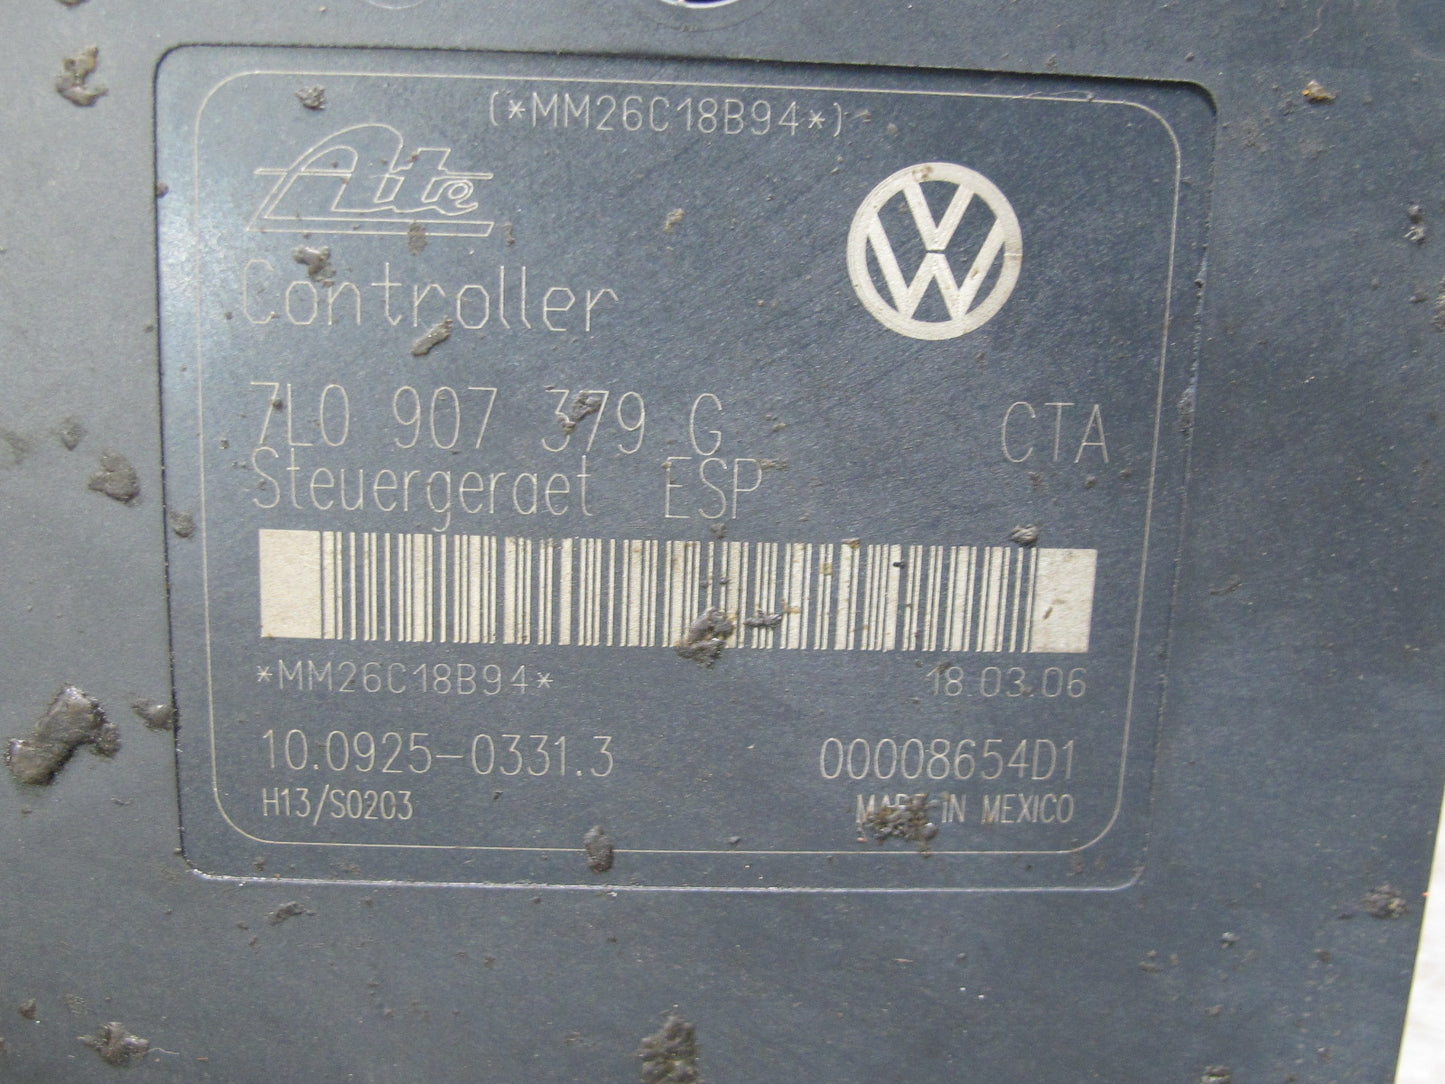 (*MM26C18B94*)
Ate
Controller
7L0 907 379 G CTA
Steuergeraet ESP
*MM26C18B94* 18.03.06
10.0925-0331.3 00008654D1
H13/S0203 MADE IN MEXICO